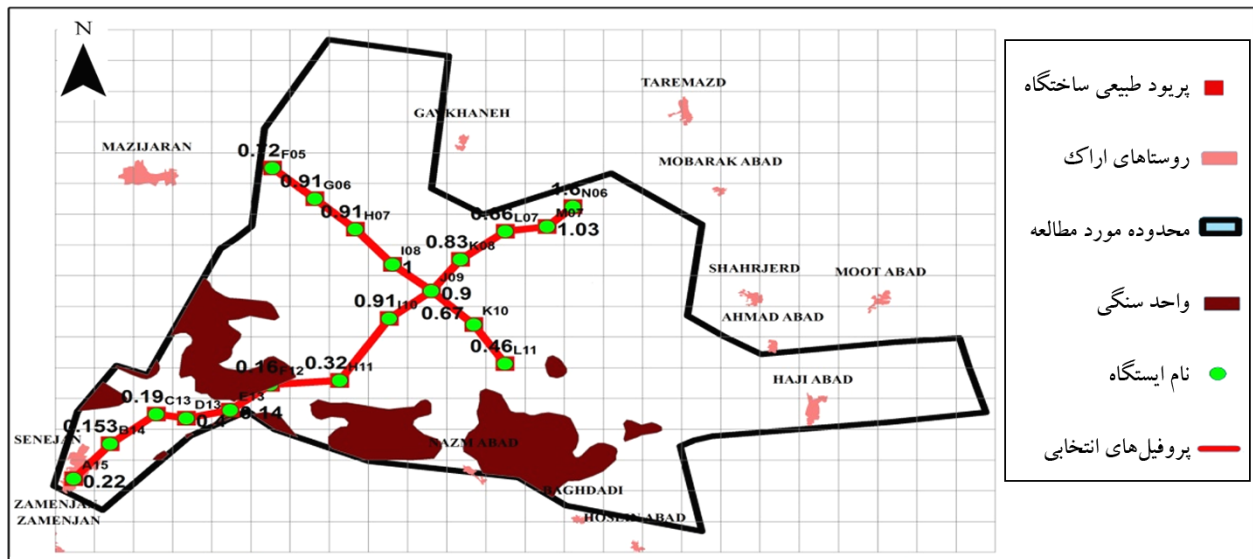 N
TAREMAZD
GAYKHANEH
MAZIJARAN
MOBARAK ABAD
0.72 F05
0.91 G06
1.6 N06
0.91 H07
0.66 L07
M07
1.03
0.83 K08
I08
1
SHAHRJERD
MOOT ABAD
J09
0.9
0.91 I10
0.67
K10
AHMAD ABAD
0.46 L11
0.32 H11
0.16 F12
HAJI ABAD
E13
0.14
0.19 C13
D13
0.4
0.153 B14
SENEJAN
NAZM ABAD
A15
0.22
BAGHDADI
ZAMENJAN
ZAMENJAN
HOSEIN ABAD
پریود طبیعی ساختگاه
روستاهای اراک
محدوده مورد مطالعه
واحد سنگی
نام ایستگاه
پروفیل‌های انتخابی